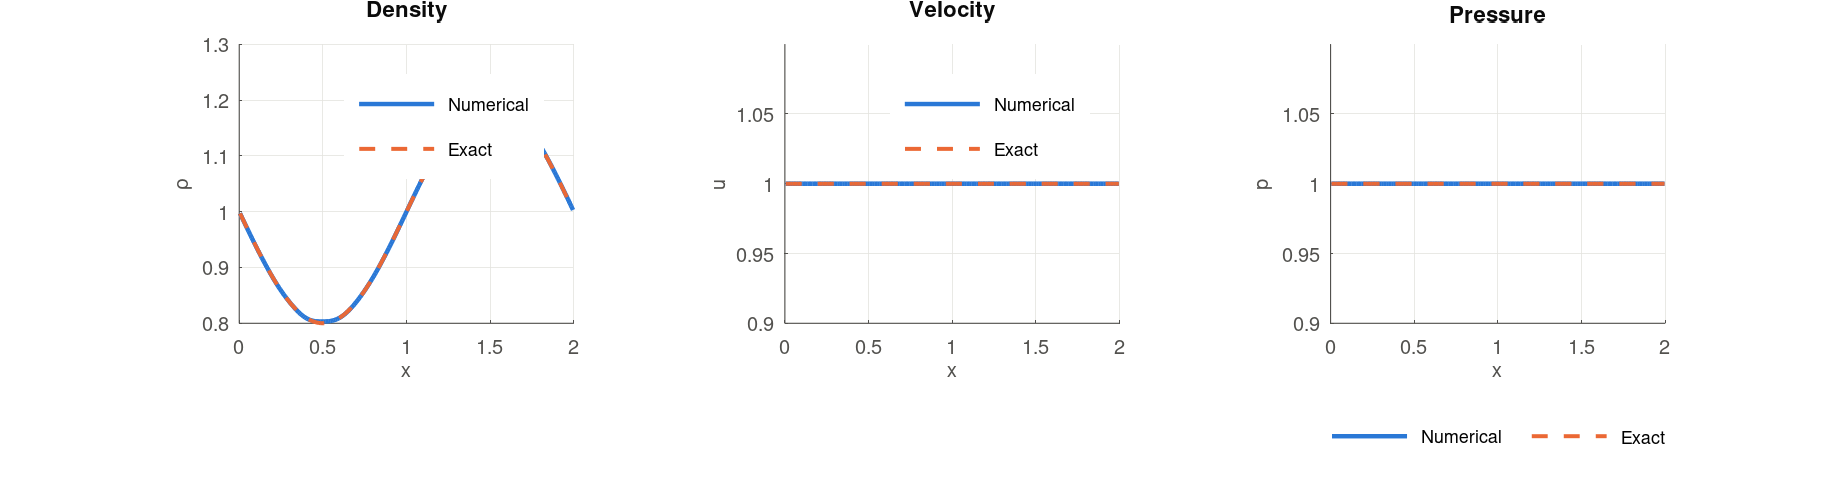 Density
1.3
1.2
1.1
1
0.9
0.8
ρ
Numerical
Exact
0 0.5 1 1.5 2
x
Velocity
1.05
1
0.95
0.9
u
Numerical
Exact
0 0.5 1 1.5 2
x
Pressure
1.05
1
0.95
0.9
p
0 0.5 1 1.5 2
x
Numerical Exact